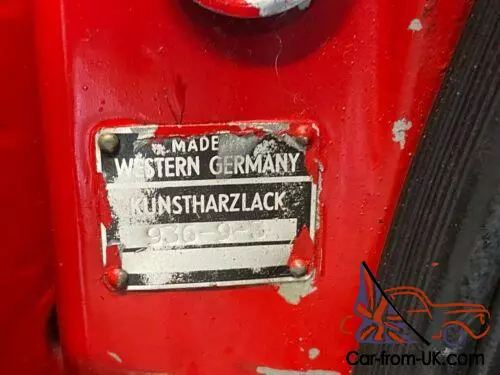 MADE
WESTERN GERMANY
KUNSTHARZLACK
Car-from-UK.com